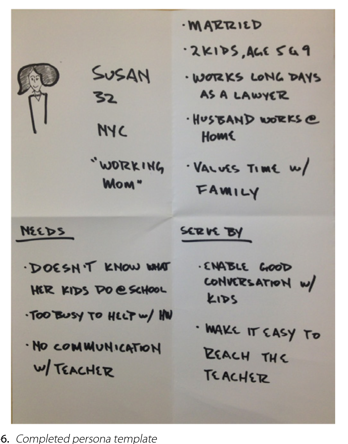 SUSAN
32
NYC
"WORKING
MOM"
• MARRIED
• 2 KIDS, AGE 5 & 9
• WORKS LONG DAYS
AS A LAWYER
• HUSBAND WORKS @
HOME
• VALUES TIME W/
FAMILY
NEEDS
• DOESN'T KNOW WHAT
HER KIDS DO @ SCHOOL
• TOO BUSY TO HELP W/ HW
• NO COMMUNICATION
W/ TEACHER
SERVE BY
• ENABLE GOOD
CONVERSATION W/
KIDS
• MAKE IT EASY TO
REACH THE
TEACHER
6. Completed persona template